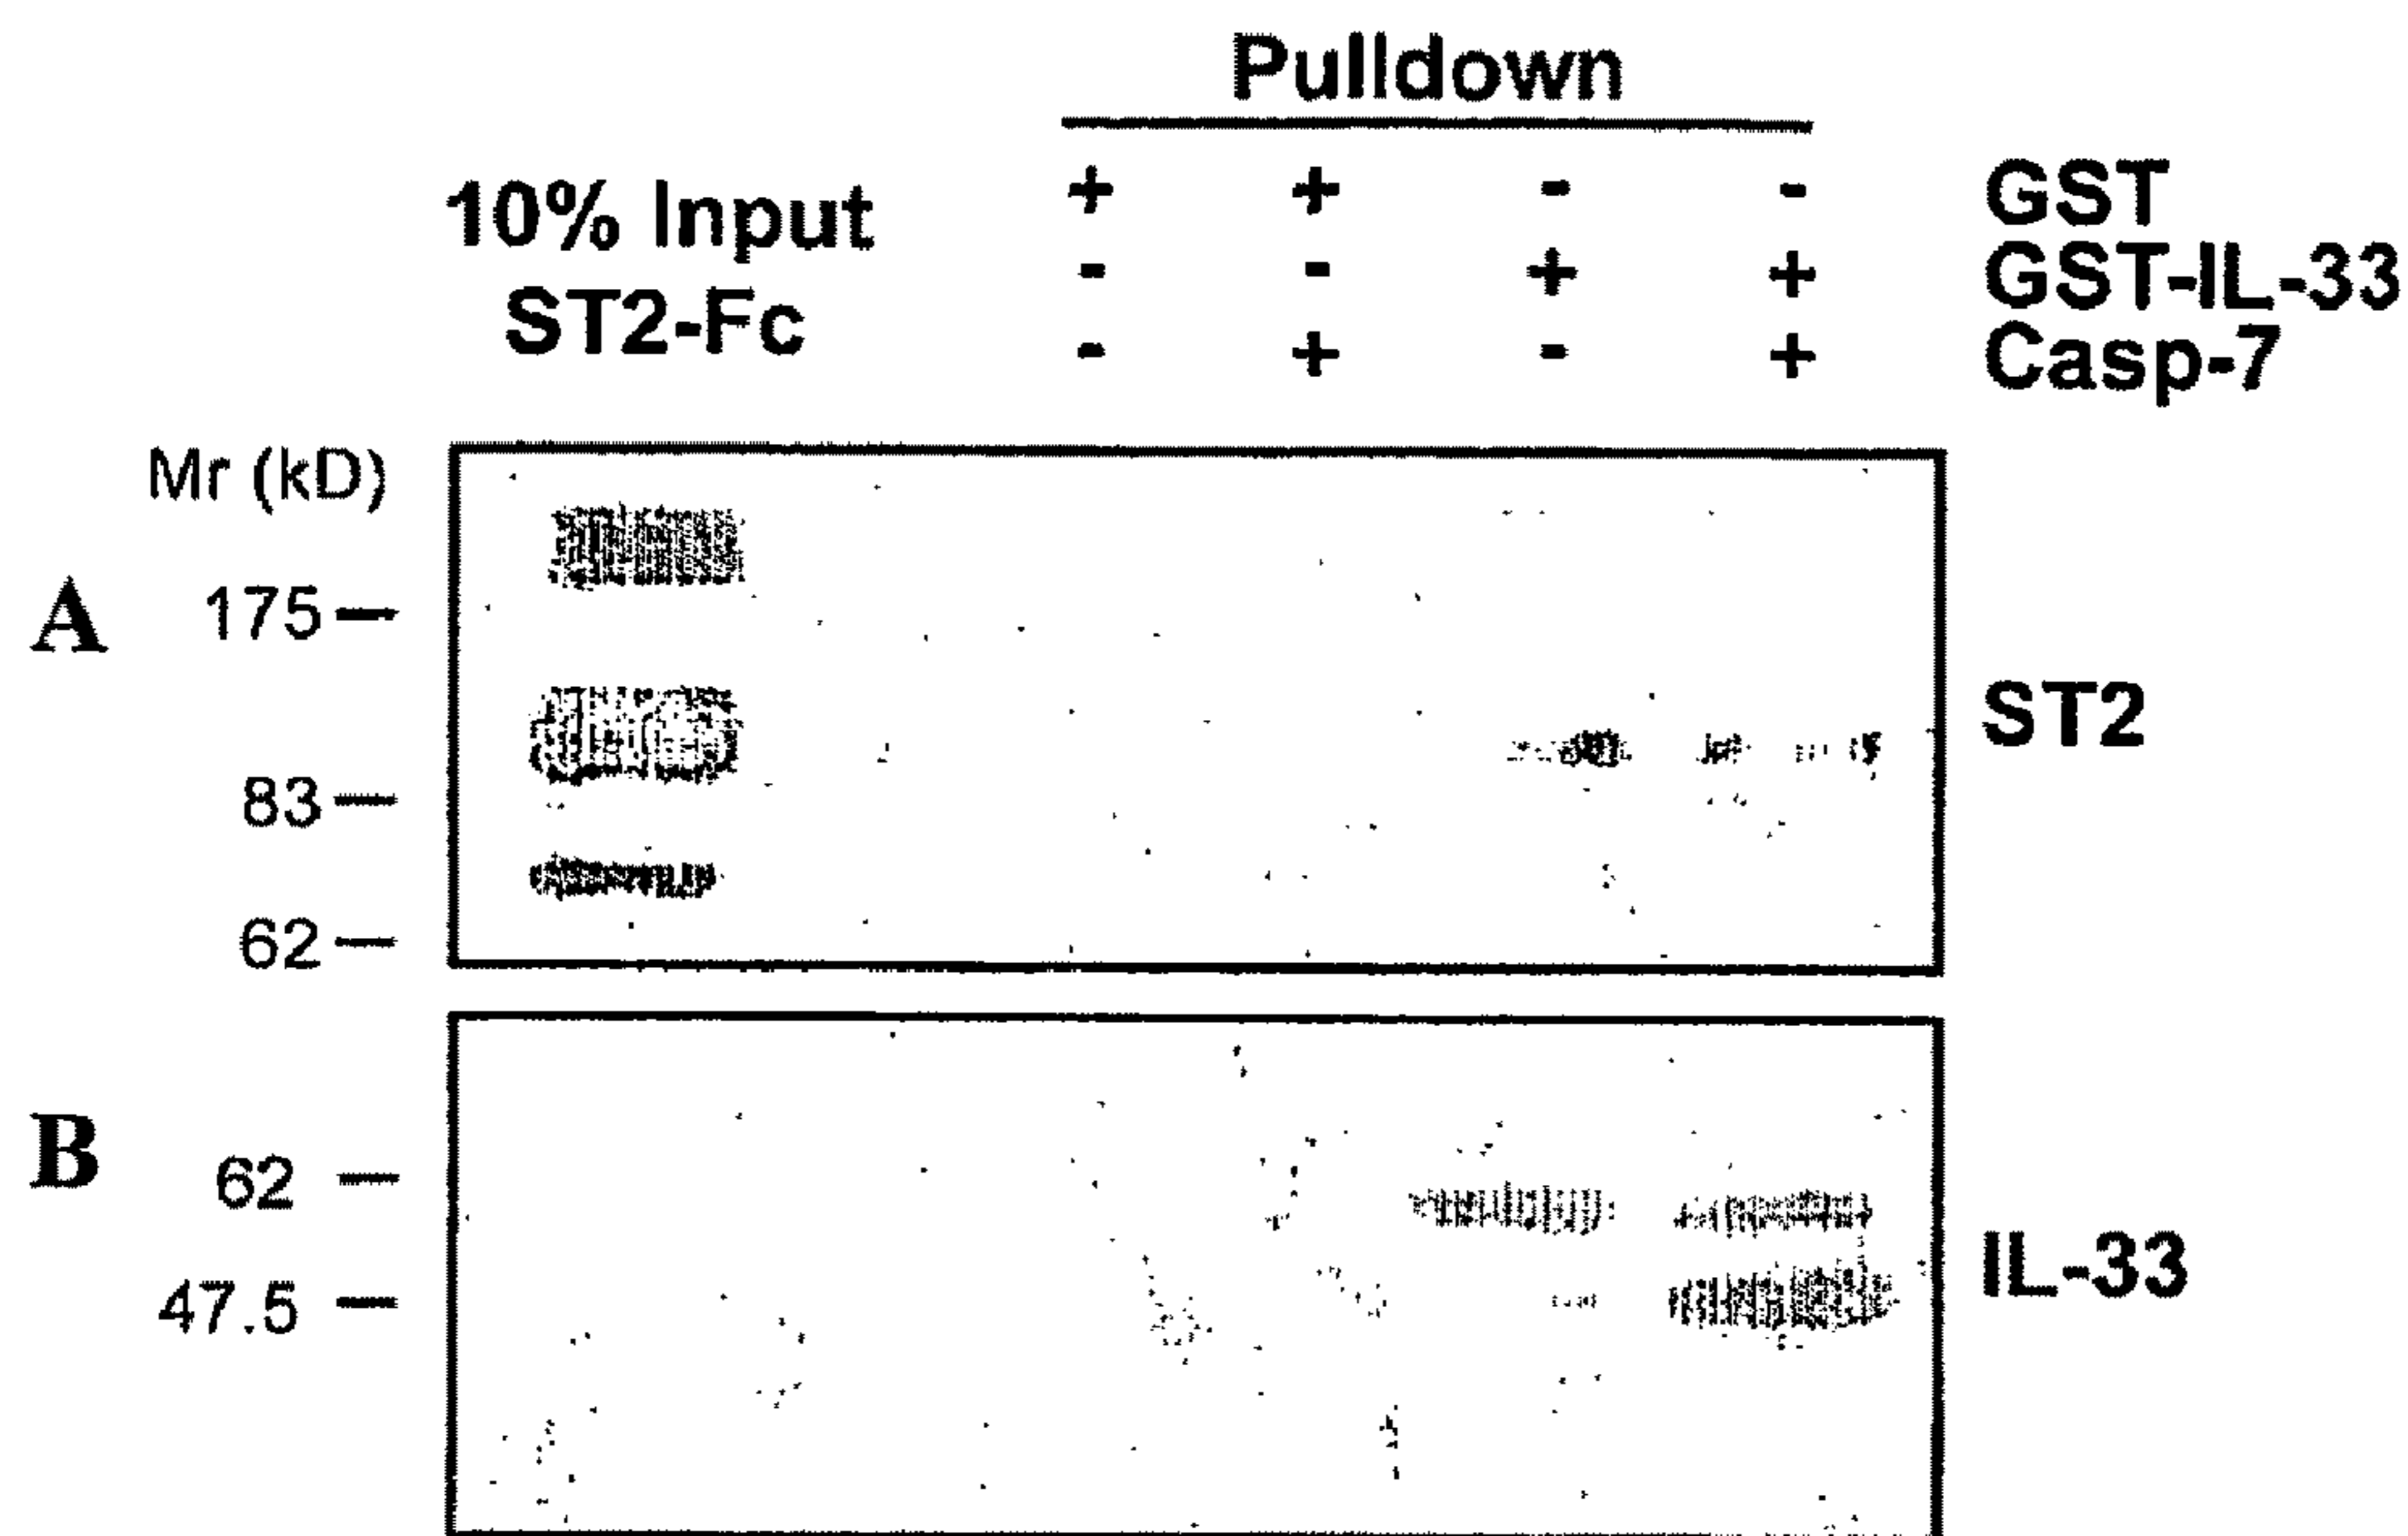 Pulldown
10% Input
ST2-Fc
+ + - - GST
- - + + GST-IL-33
- + - + Casp-7
Mr (kD)
A
175
83
62
ST2
B
62
47.5
IL-33